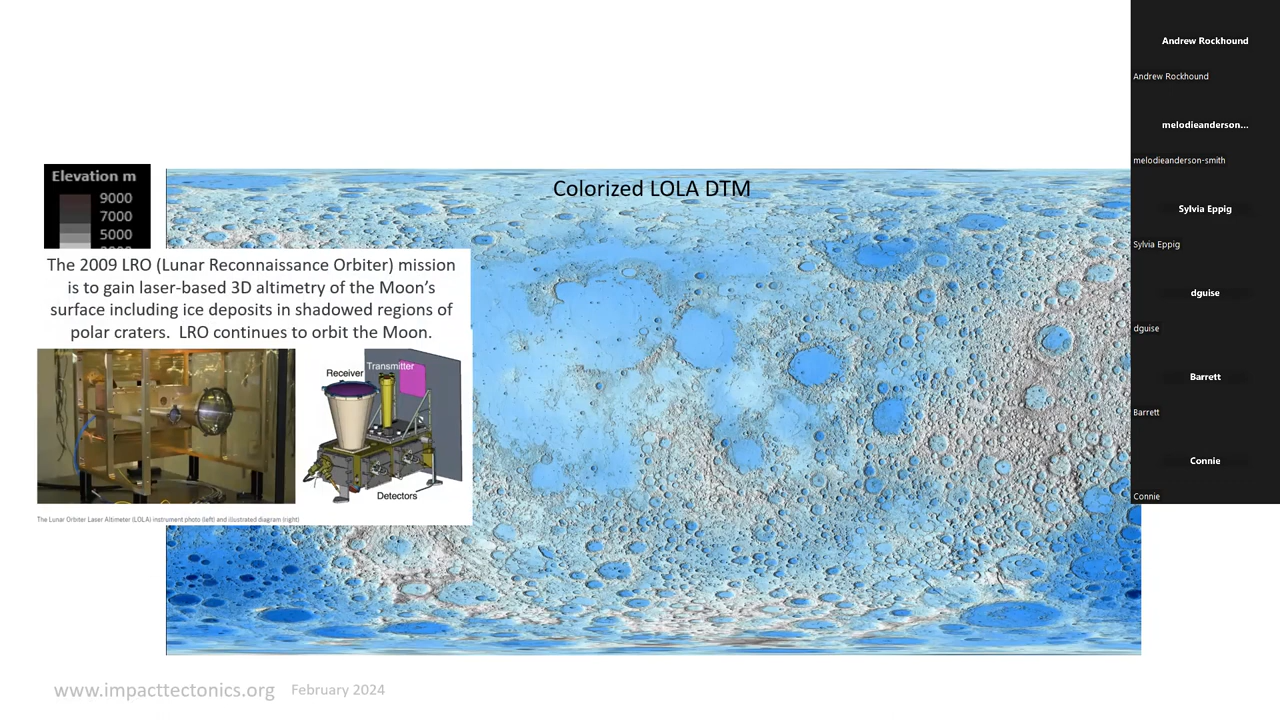 Colorized LOLA DTM
Elevation m
9000
7000
5000
The 2009 LRO (Lunar Reconnaissance Orbiter) mission
is to gain laser-based 3D altimetry of the Moon's
surface including ice deposits in shadowed regions of
polar craters. LRO continues to orbit the Moon.
Receiver
Transmitter
Detectors
The Lunar Orbiter Laser Altimeter (LOLA) instrument photo (left) and illustrated diagram (right)
www.impacttectonics.org
February 2024
Andrew Rockhound
Andrew Rockhound
melodieanderson...
melodieanderson-smith
Sylvia Eppig
Sylvia Eppig
dguise
dguise
Barrett
Barrett
Connie
Connie